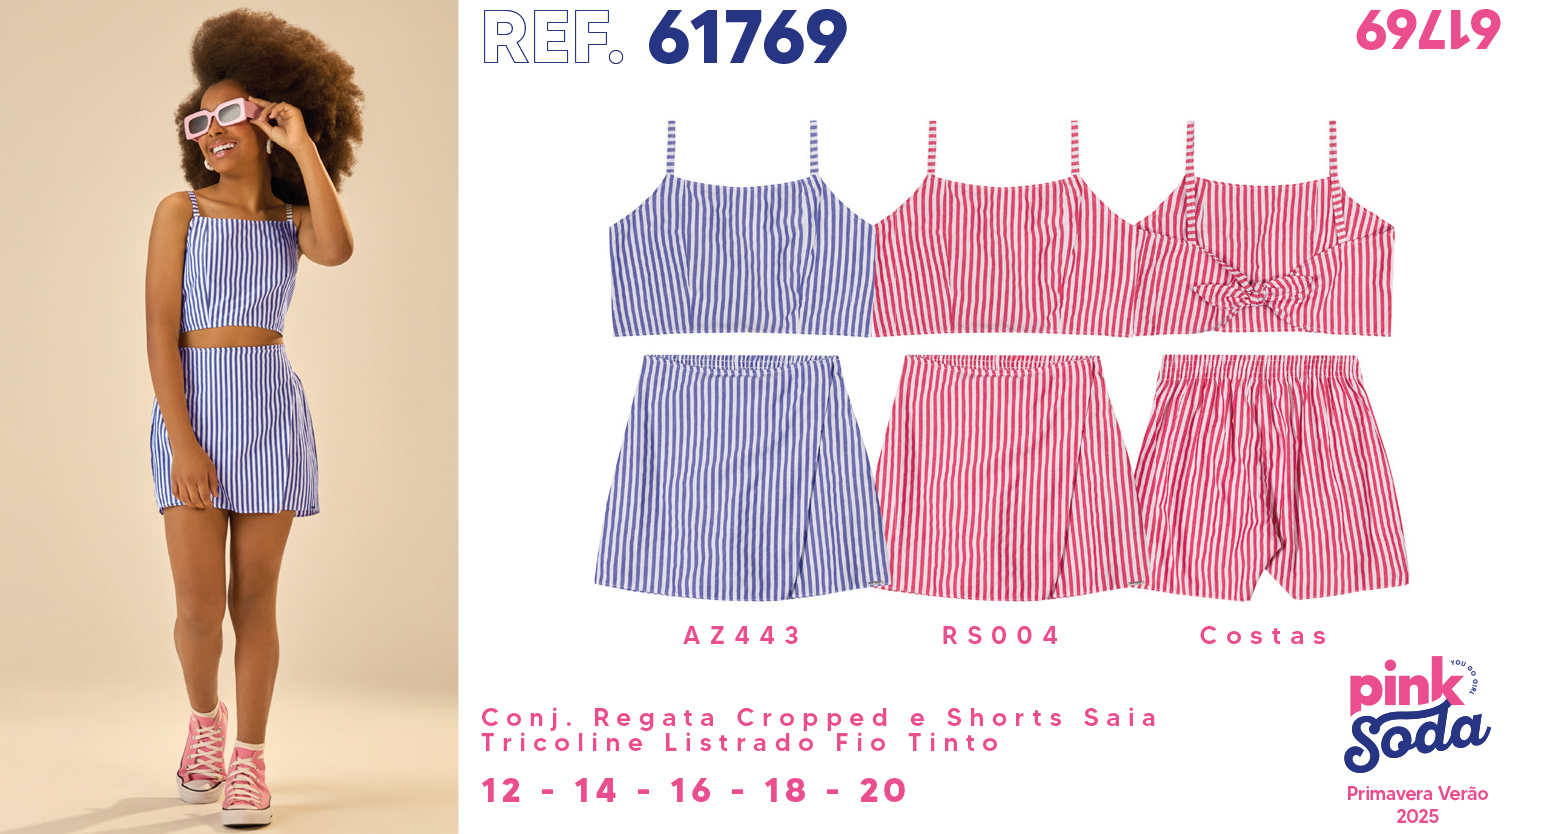 REF. 61769
61769
AZ443
RS004
Costas
Conj. Regata Cropped e Shorts Saia
Tricoline Listrado Fio Tinto
12 - 14 - 16 - 18 - 20
pink
Soda
YOU GO GIRL
Primavera Verão
2025